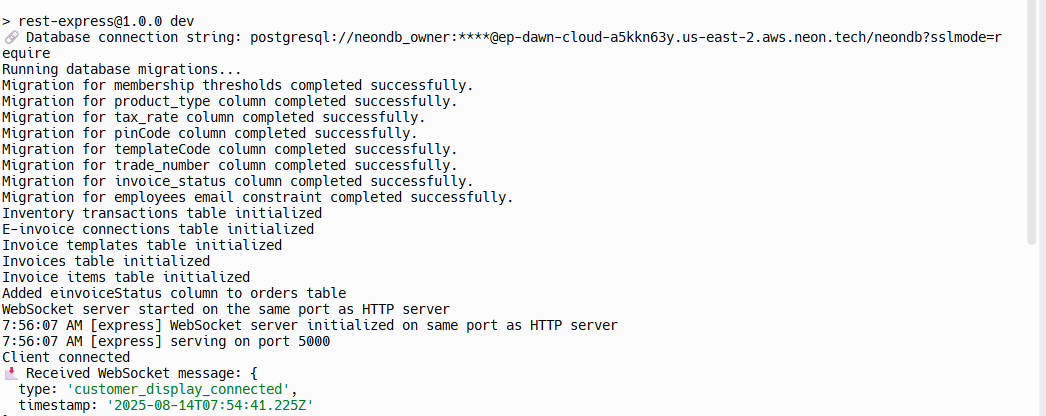 > rest-express@1.0.0 dev
🔗 Database connection string: postgresql://neondb_owner:****@ep-dawn-cloud-a5kkn63y.us-east-2.aws.neon.tech/neondb?sslmode=r
equire
Running database migrations...
Migration for membership thresholds completed successfully.
Migration for product_type column completed successfully.
Migration for tax_rate column completed successfully.
Migration for pinCode column completed successfully.
Migration for templateCode column completed successfully.
Migration for trade_number column completed successfully.
Migration for invoice_status column completed successfully.
Migration for employees email constraint completed successfully.
Inventory transactions table initialized
E-invoice connections table initialized
Invoice templates table initialized
Invoices table initialized
Invoice items table initialized
Added einvoiceStatus column to orders table
WebSocket server started on the same port as HTTP server
7:56:07 AM [express] WebSocket server initialized on same port as HTTP server
7:56:07 AM [express] serving on port 5000
Client connected
📩 Received WebSocket message: {
  type: 'customer_display_connected',
  timestamp: '2025-08-14T07:54:41.225Z'